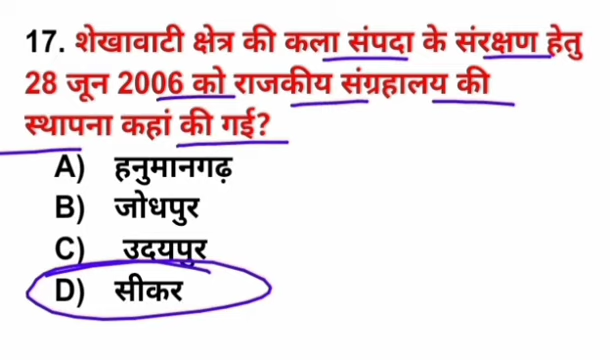 17. शेखावाटी क्षेत्र की कला संपदा के संरक्षण हेतु
28 जून 2006 को राजकीय संग्रहालय की
स्थापना कहां की गई?
A) हनुमानगढ़
B) जोधपुर
C) उदयपुर
D) सीकर